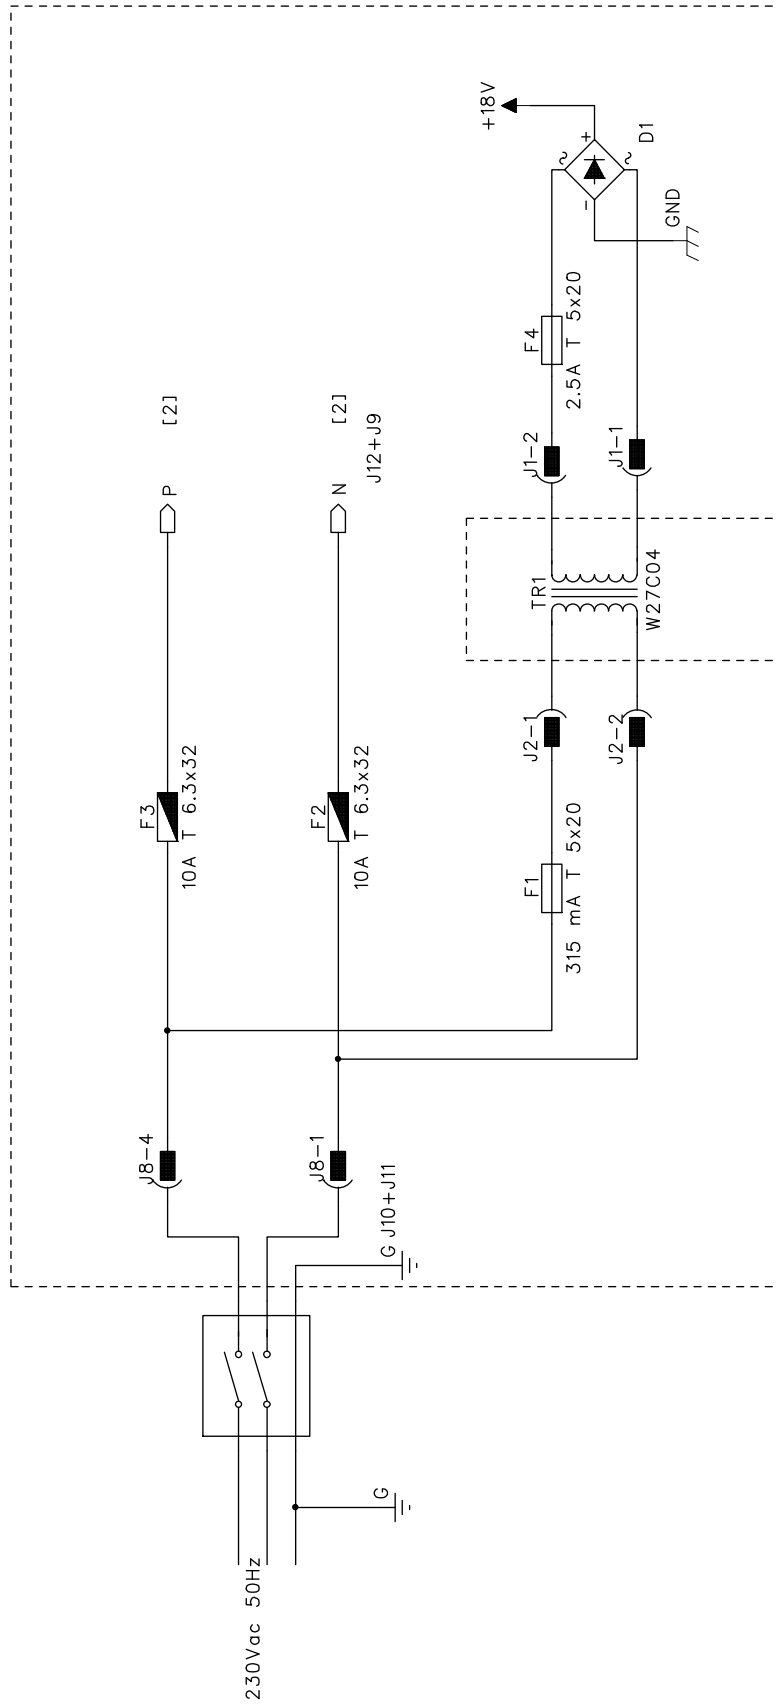 230Vac 50Hz
G
G J10+J11
J8-4
J8-1
F3
10A T 6.3x32
F2
10A T 6.3x32
P [2]
N [2]
J12+J9
F1
315 mA T 5x20
J2-1
J2-2
TR1
W27C04
J1-2
J1-1
F4
2.5A T 5x20
+18V
+
~
~
-
D1
GND